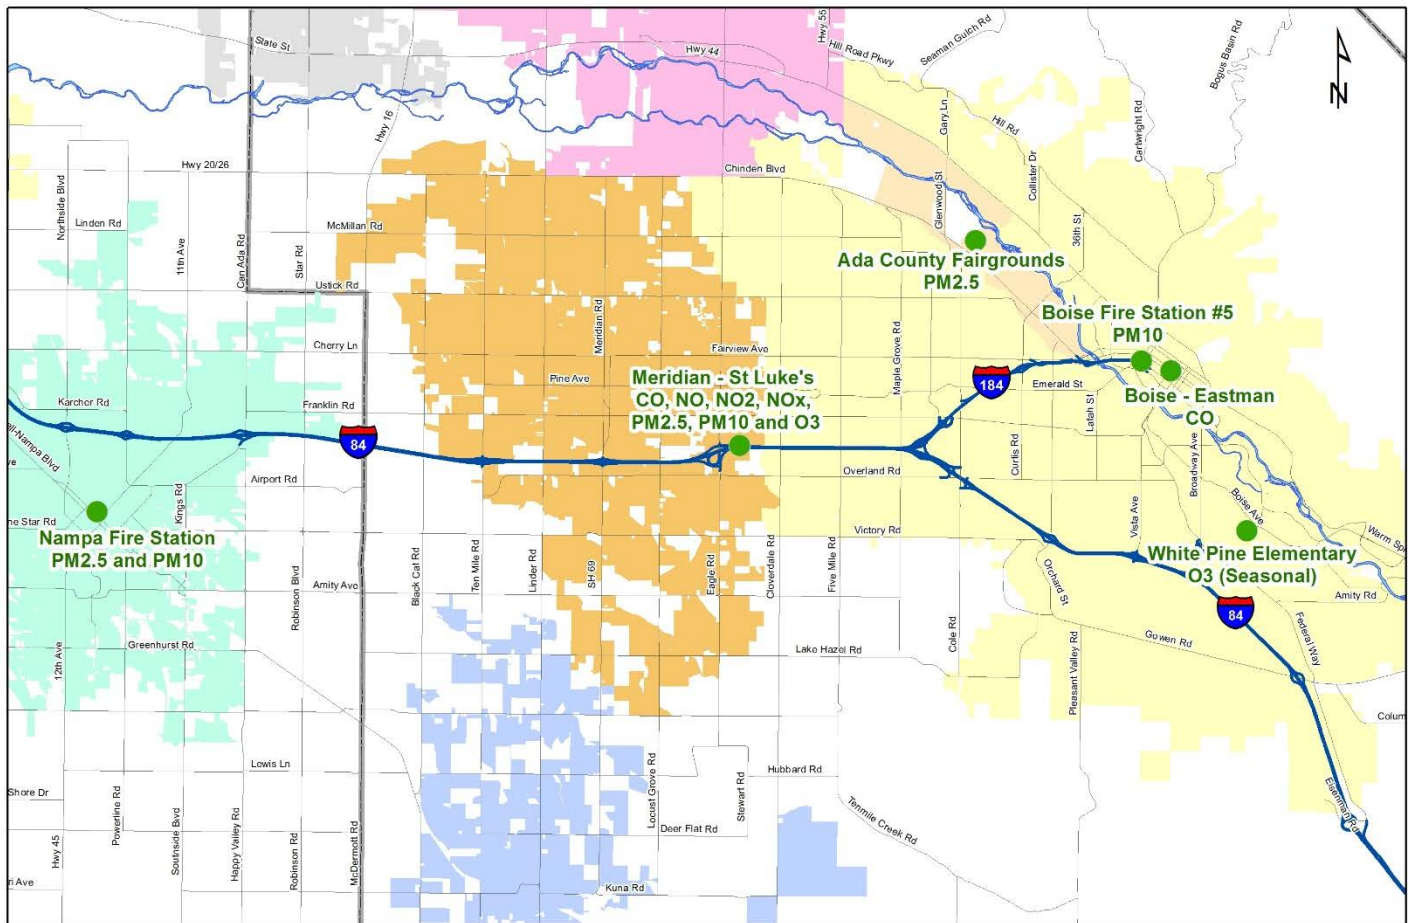 State St
Hwy 44
Hwy 55
Hill Road Pkwy
Seaman Gulch Rd
Bogus Basin Rd
N
Hwy 16
Hwy 20/26
Chinden Blvd
Gary Ln
Hill Rd
Collister Dr
Cartwright Rd
Northside Blvd
Linden Rd
11th Ave
Can Ada Rd
Star Rd
McMillan Rd
Glenwood St
36th St
Ada County Fairgrounds
PM2.5
Ustick Rd
Meridian Rd
Maple Grove Rd
Boise Fire Station #5
PM10
Cherry Ln
Fairview Ave
Pine Ave
Meridian - St Luke's
CO, NO, NO2, NOx,
PM2.5, PM10 and O3
184
Emerald St
Latah St
Boise - Eastman
CO
Karcher Rd
Franklin Rd
84
Overland Rd
Curtis Rd
Broadway Ave
Airport Rd
Kings Rd
Nampa Fire Station
PM2.5 and PM10
Victory Rd
Vista Ave
Boise Ave
White Pine Elementary
O3 (Seasonal)
Amity Rd
84
Robinson Blvd
Amity Ave
Black Cat Rd
Ten Mile Rd
Linder Rd
SH 69
Eagle Rd
Cloverdale Rd
Five Mile Rd
Orchard St
Cole Rd
Gowen Rd
Federal Way
12th Ave
Greenhurst Rd
Lake Hazel Rd
Pleasant Valley Rd
Lewis Ln
Hubbard Rd
Shore Dr
Hwy 45
Powerline Rd
Southside Blvd
Happy Valley Rd
Robinson Rd
McDermott Rd
Locust Grove Rd
Stewart Rd
Deer Flat Rd
Tenmile Creek Rd
Eisenman Rd
Kuna Rd